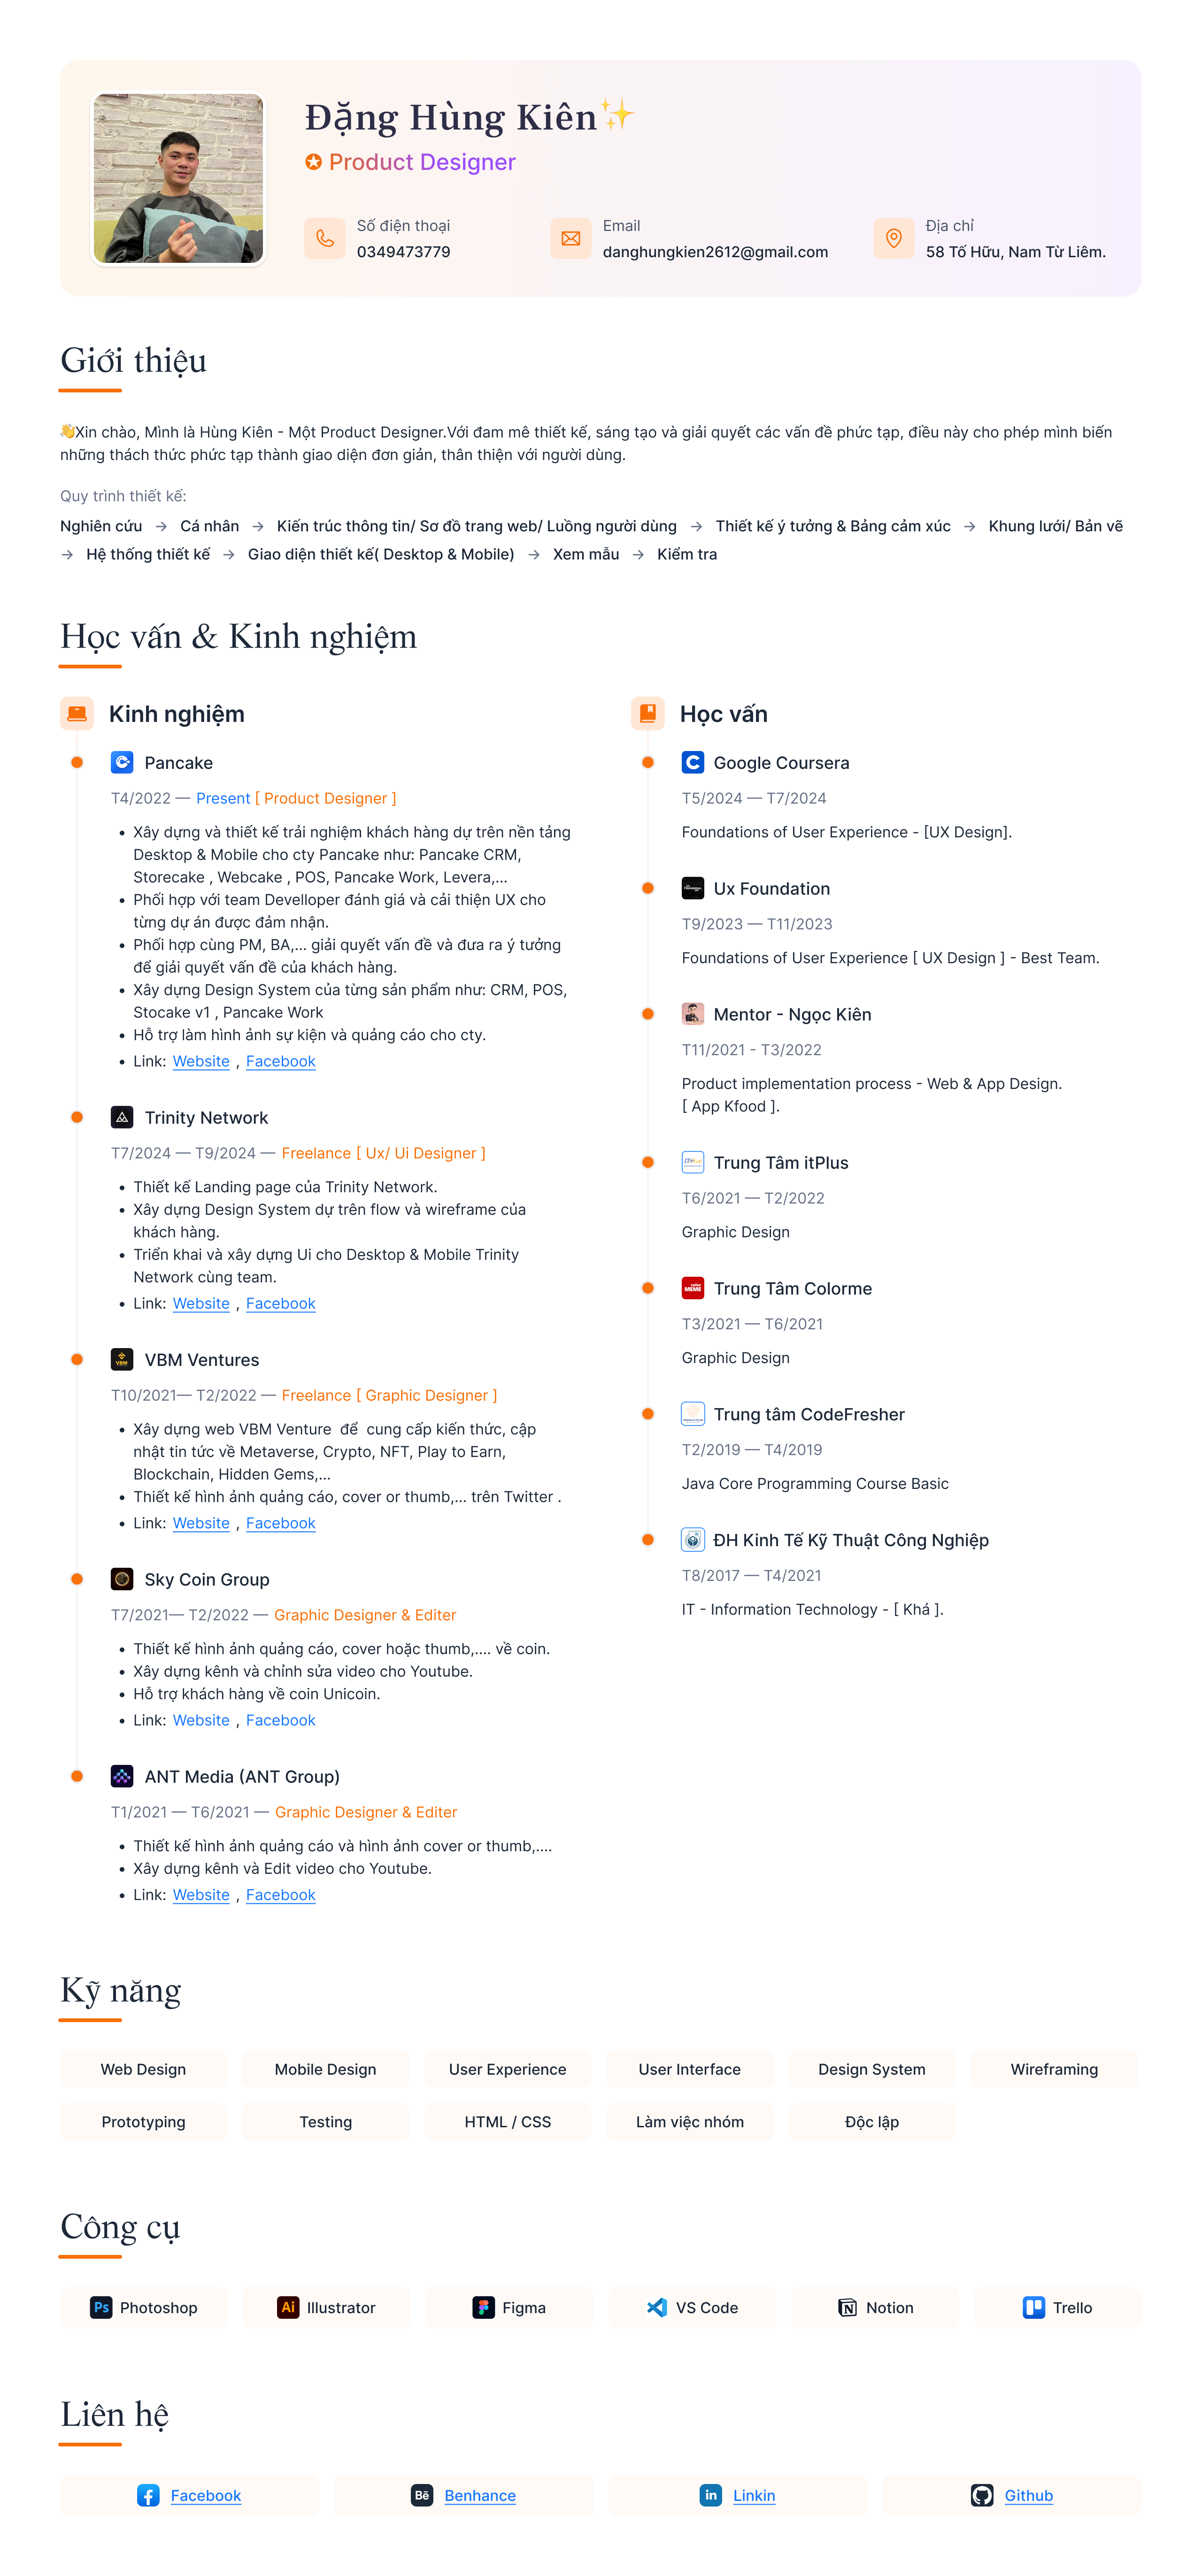 Đặng Hùng Kiên✨
Product Designer
Số điện thoại
0349473779
Email
danghungkien2612@gmail.com
Địa chỉ
58 Tố Hữu, Nam Từ Liêm.
Giới thiệu
👋Xin chào, Mình là Hùng Kiên - Một Product Designer.Với đam mê thiết kế, sáng tạo và giải quyết các vấn đề phức tạp, điều này cho phép mình biến
những thách thức phức tạp thành giao diện đơn giản, thân thiện với người dùng.
Quy trình thiết kế:
Nghiên cứu → Cá nhân → Kiến trúc thông tin/ Sơ đồ trang web/ Luồng người dùng → Thiết kế ý tưởng & Bảng cảm xúc → Khung lưới/ Bản vẽ
→ Hệ thống thiết kế → Giao diện thiết kế( Desktop & Mobile) → Xem mẫu → Kiểm tra
Học vấn & Kinh nghiệm
Kinh nghiệm
Pancake
T4/2022 — Present [ Product Designer ]
• Xây dựng và thiết kế trải nghiệm khách hàng dự trên nền tảng
Desktop & Mobile cho cty Pancake như: Pancake CRM,
Storecake , Webcake , POS, Pancake Work, Levera,...
• Phối hợp với team Develloper đánh giá và cải thiện UX cho
từng dự án được đảm nhận.
• Phối hợp cùng PM, BA,... giải quyết vấn đề và đưa ra ý tưởng
để giải quyết vấn đề của khách hàng.
• Xây dựng Design System của từng sản phẩm như: CRM, POS,
Stocake v1 , Pancake Work
• Hỗ trợ làm hình ảnh sự kiện và quảng cáo cho cty.
• Link: Website , Facebook
Trinity Network
T7/2024 — T9/2024 — Freelance [ Ux/ Ui Designer ]
• Thiết kế Landing page của Trinity Network.
• Xây dựng Design System dự trên flow và wireframe của
khách hàng.
• Triển khai và xây dựng Ui cho Desktop & Mobile Trinity
Network cùng team.
• Link: Website , Facebook
VBM Ventures
T10/2021— T2/2022 — Freelance [ Graphic Designer ]
• Xây dựng web VBM Venture  để  cung cấp kiến thức, cập
nhật tin tức về Metaverse, Crypto, NFT, Play to Earn,
Blockchain, Hidden Gems,...
• Thiết kế hình ảnh quảng cáo, cover or thumb,... trên Twitter .
• Link: Website , Facebook
Sky Coin Group
T7/2021— T2/2022 — Graphic Designer & Editer
• Thiết kế hình ảnh quảng cáo, cover hoặc thumb,.... về coin.
• Xây dựng kênh và chỉnh sửa video cho Youtube.
• Hỗ trợ khách hàng về coin Unicoin.
• Link: Website , Facebook
ANT Media (ANT Group)
T1/2021 — T6/2021 — Graphic Designer & Editer
• Thiết kế hình ảnh quảng cáo và hình ảnh cover or thumb,....
• Xây dựng kênh và Edit video cho Youtube.
• Link: Website , Facebook
Học vấn
Google Coursera
T5/2024 — T7/2024
Foundations of User Experience - [UX Design].
Ux Foundation
T9/2023 — T11/2023
Foundations of User Experience [ UX Design ] - Best Team.
Mentor - Ngọc Kiên
T11/2021 - T3/2022
Product implementation process - Web & App Design.
[ App Kfood ].
Trung Tâm itPlus
T6/2021 — T2/2022
Graphic Design
Trung Tâm Colorme
T3/2021 — T6/2021
Graphic Design
Trung tâm CodeFresher
T2/2019 — T4/2019
Java Core Programming Course Basic
ĐH Kinh Tế Kỹ Thuật Công Nghiệp
T8/2017 — T4/2021
IT - Information Technology - [ Khá ].
Kỹ năng
Web Design
Mobile Design
User Experience
User Interface
Design System
Wireframing
Prototyping
Testing
HTML / CSS
Làm việc nhóm
Độc lập
Công cụ
Ps Photoshop
Ai Illustrator
Figma
VS Code
Notion
Trello
Liên hệ
Facebook
Bē Benhance
in Linkin
Github